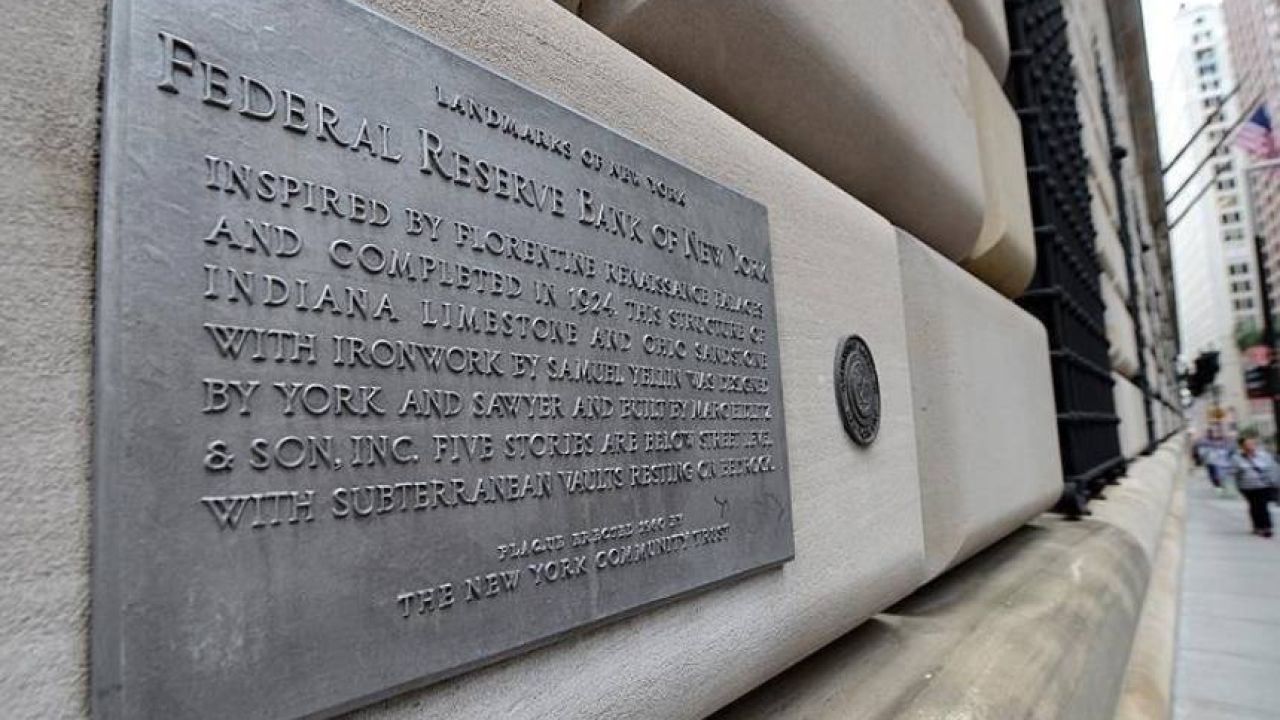 LANDMARKS OF NEW YORK
FEDERAL RESERVE BANK OF NEW YORK
INSPIRED BY FLORENTINE RENAISSANCE PALACES
AND COMPLETED IN 1924, THIS STRUCTURE OF
INDIANA LIMESTONE AND OHIO SANDSTONE
WITH IRONWORK BY SAMUEL YELLIN WAS DESIGNED
BY YORK AND SAWYER AND BUILT BY
& SON, INC. FIVE STORIES ARE BELOW STREET LEVEL
WITH SUBTERRANEAN VAULTS RESTING ON BEDROCK.
PLAQUE ERECTED 1960 BY
THE NEW YORK COMMUNITY TRUST